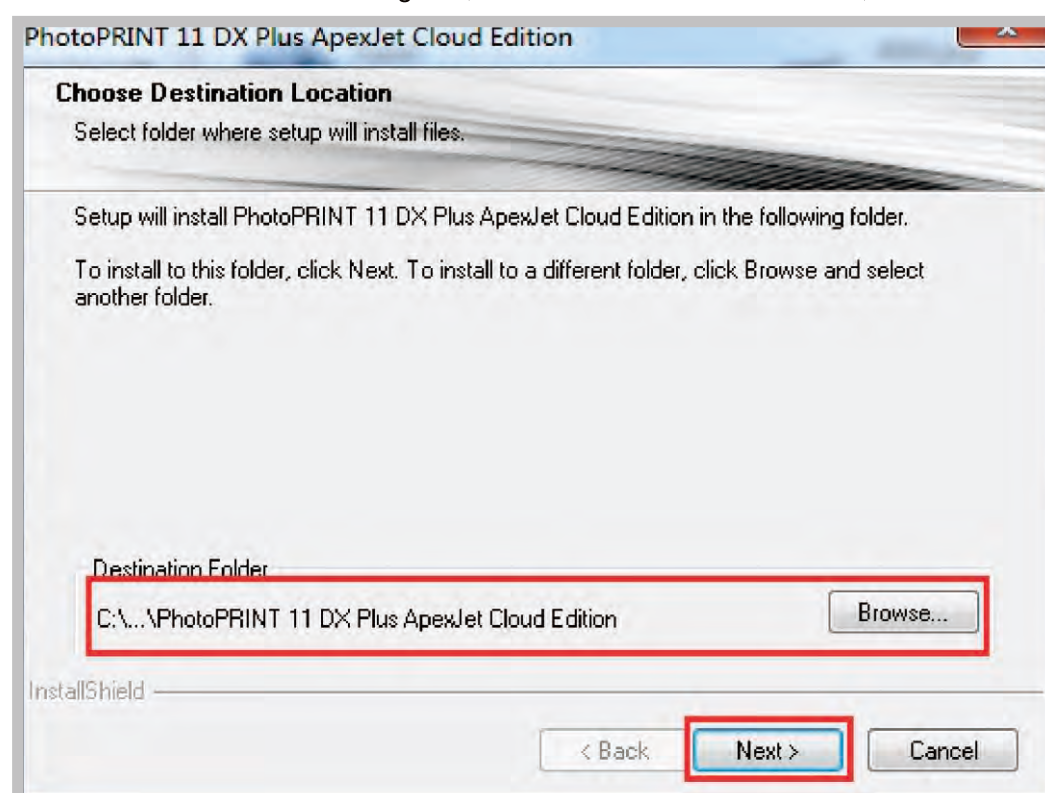 PhotoPRINT 11 DX Plus ApexJet Cloud Edition
Choose Destination Location
Select folder where setup will install files.
Setup will install PhotoPRINT 11 DX Plus ApexJet Cloud Edition in the following folder.
To install to this folder, click Next. To install to a different folder, click Browse and select
another folder.
Destination Folder
C:\...\PhotoPRINT 11 DX Plus ApexJet Cloud Edition
Browse...
InstallShield
< Back
Next >
Cancel